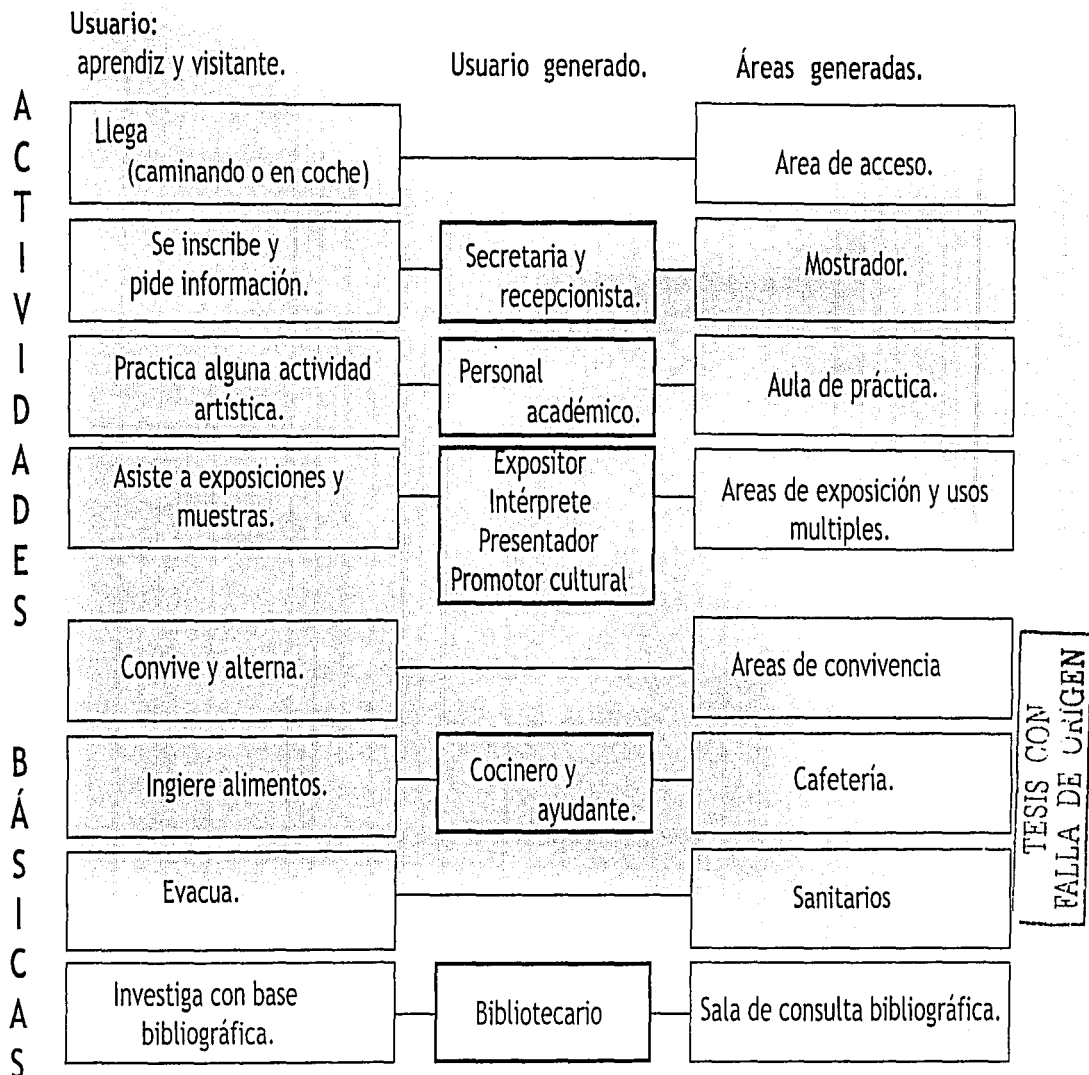 Usuario:
aprendiz y visitante.
Usuario generado.
Áreas generadas.
ACTIVIDADES
BÁSICAS
Llega
(caminando o en coche)
Area de acceso.
Se inscribe y
pide información.
Secretaria y
recepcionista.
Mostrador.
Practica alguna actividad
artística.
Personal
académico.
Aula de práctica.
Asiste a exposiciones y
muestras.
Expositor
Intérprete
Presentador
Promotor cultural
Areas de exposición y usos
multiples.
Convive y alterna.
Areas de convivencia
Ingiere alimentos.
Cocinero y
ayudante.
Cafetería.
Evacua.
Sanitarios
Investiga con base
bibliográfica.
Bibliotecario
Sala de consulta bibliográfica.
TESIS CON
FALLA DE ORIGEN